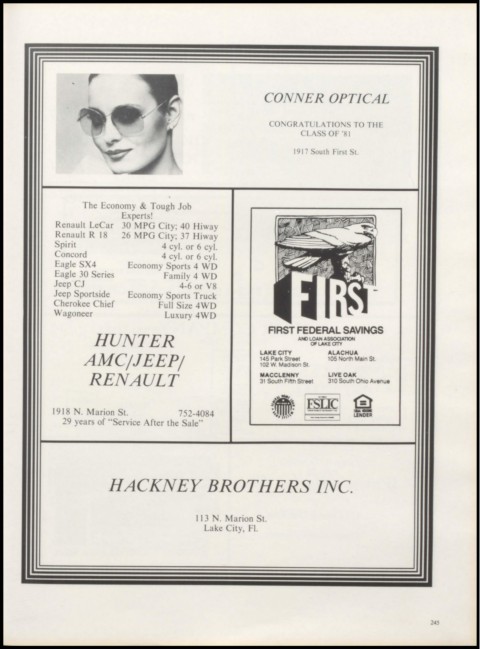 CONNER OPTICAL
CONGRATULATIONS TO THE
CLASS OF '81
1917 South First St.
The Economy & Tough Job
Experts!
Renault LeCar 30 MPG City; 40 Hiway
Renault R 18 26 MPG City; 37 Hiway
Spirit 4 cyl. or 6 cyl.
Concord 4 cyl. or 6 cyl.
Eagle SX4 Economy Sports 4 WD
Eagle 30 Series Family 4 WD
Jeep CJ 4-6 or V8
Jeep Sportside Economy Sports Truck
Cherokee Chief Full Size 4WD
Wagoneer Luxury 4WD
HUNTER
AMC/JEEP/
RENAULT
1918 N. Marion St. 752-4084
29 years of "Service After the Sale"
FIRST
FIRST FEDERAL SAVINGS
AND LOAN ASSOCIATION
OF LAKE CITY
LAKE CITY
145 Park Street
102 W. Madison St.
ALACHUA
105 North Main St.
MACCLENNY
31 South Fifth Street
LIVE OAK
310 South Ohio Avenue
FSLIC
LENDER
HACKNEY BROTHERS INC.
113 N. Marion St.
Lake City, Fl.
245